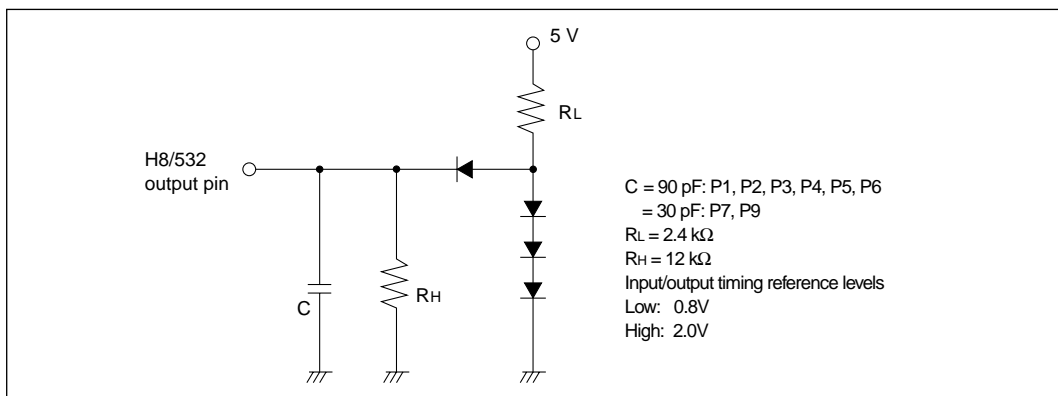 5 V
RL
H8/532
output pin
C
RH
C = 90 pF: P1, P2, P3, P4, P5, P6
= 30 pF: P7, P9
RL = 2.4 kΩ
RH = 12 kΩ
Input/output timing reference levels
Low: 0.8V
High: 2.0V